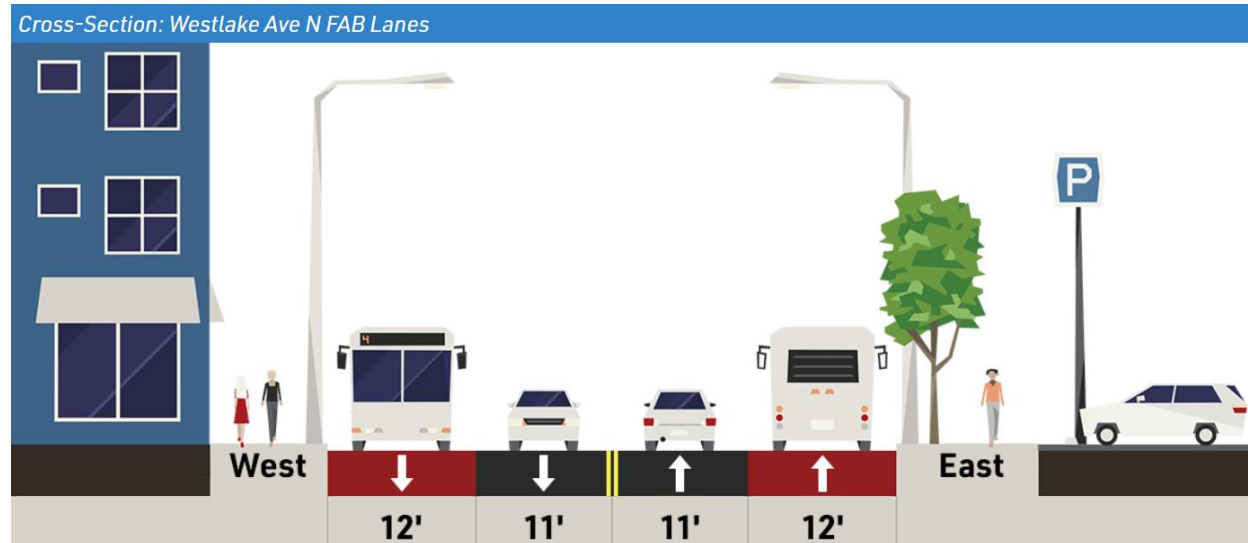 Cross-Section: Westlake Ave N FAB Lanes
P
4
West
East
12'
11'
11'
12'